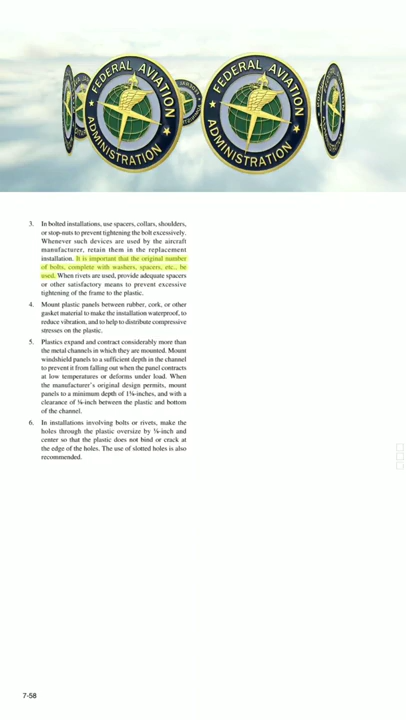 FEDERAL AVIATION
ADMINISTRATION
FEDERAL AVIATION
ADMINISTRATION
3. In bolted installations, use spacers, collars, shoulders,
or stop-nuts to prevent tightening the bolt excessively.
Whenever such devices are used by the aircraft
manufacturer, retain them in the replacement
installation. It is important that the original number
of bolts, complete with washers, spacers, etc., be
used. When rivets are used, provide adequate spacers
or other satisfactory means to prevent excessive
tightening of the frame to the plastic.
4. Mount plastic panels between rubber, cork, or other
gasket material to make the installation waterproof, to
reduce vibration, and to help to distribute compressive
stresses on the plastic.
5. Plastics expand and contract considerably more than
the metal channels in which they are mounted. Mount
windshield panels to a sufficient depth in the channel
to prevent it from falling out when the panel contracts
at low temperatures or deforms under load. When
the manufacturer's original design permits, mount
panels to a minimum depth of 1⅛-inches, and with a
clearance of ⅛-inch between the plastic and bottom
of the channel.
6. In installations involving bolts or rivets, make the
holes through the plastic oversize by ⅛-inch and
center so that the plastic does not bind or crack at
the edge of the holes. The use of slotted holes is also
recommended.
7-58